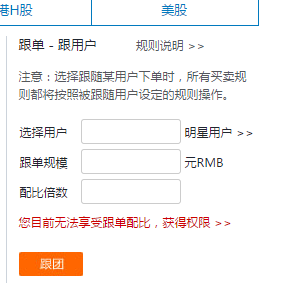 港H股 美股
跟单 - 跟用户 规则说明 >>
注意：选择跟随某用户下单时，所有买卖规
则都将按照被跟随用户设定的规则操作。
选择用户 明星用户 >>
跟单规模 元RMB
配比倍数
您目前无法享受跟单配比，获得权限 >>
跟团